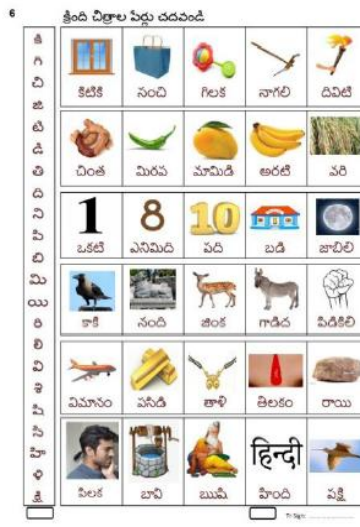 6 క్రింది చిత్రాల పేర్లు చదవండి
కి
గి
చి
జి
టి
డి
తి
ది
ని
పి
బి
మి
యి
రి
లి
వి
శి
షి
సి
హి
ళి
క్షి
కిటికి సంచి గిలక నాగలి దివిటి
చింత మిరప మామిడి అరటి వరి
1 8 10
ఒకటి ఎనిమిది పది బడి జాబిలి
కాకి నంది జింక గాడిద పిడికిలి
విమానం పసిడి తాళి తిలకం రాయి
हिन्दी
పిలక బావి ఋషి హింది పక్షి